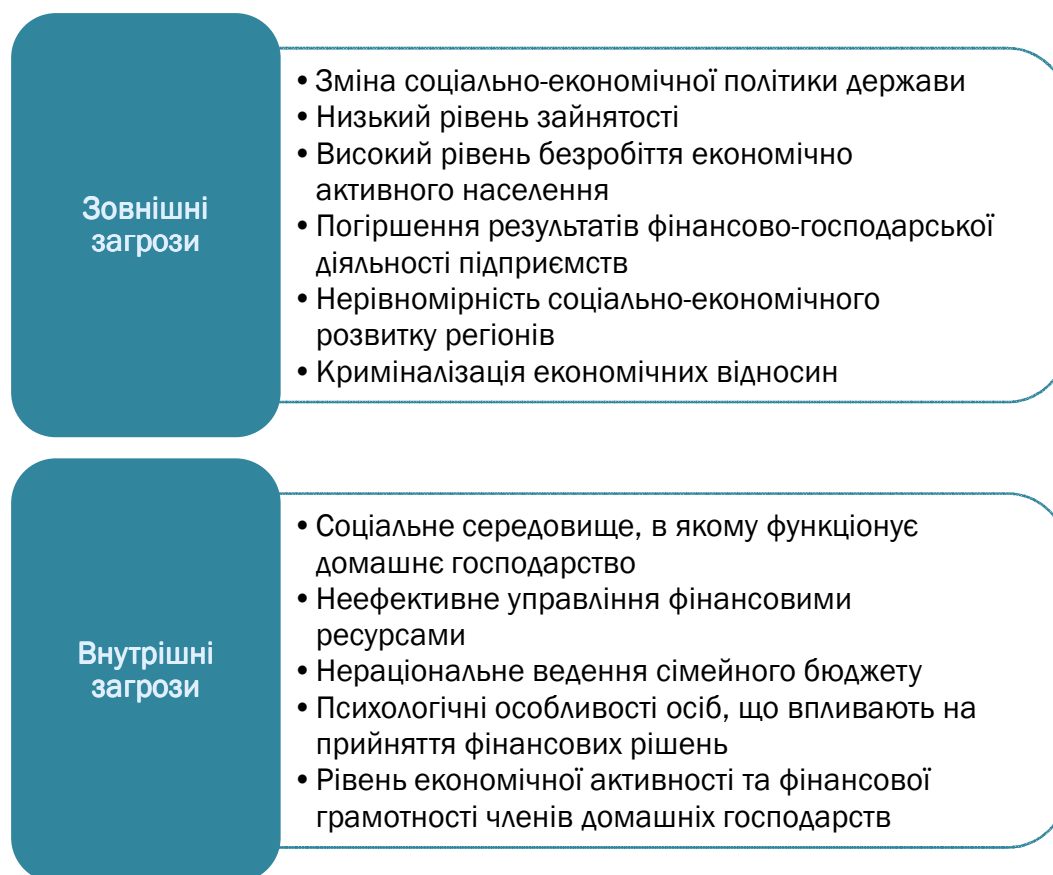 Зовнішні
загрози
• Зміна соціально-економічної політики держави
• Низький рівень зайнятості
• Високий рівень безробіття економічно
активного населення
• Погіршення результатів фінансово-господарської
діяльності підприємств
• Нерівномірність соціально-економічного
розвитку регіонів
• Криміналізація економічних відносин
Внутрішні
загрози
• Соціальне середовище, в якому функціонує
домашнє господарство
• Неефективне управління фінансовими
ресурсами
• Нераціональне ведення сімейного бюджету
• Психологічні особливості осіб, що впливають на
прийняття фінансових рішень
• Рівень економічної активності та фінансової
грамотності членів домашніх господарств